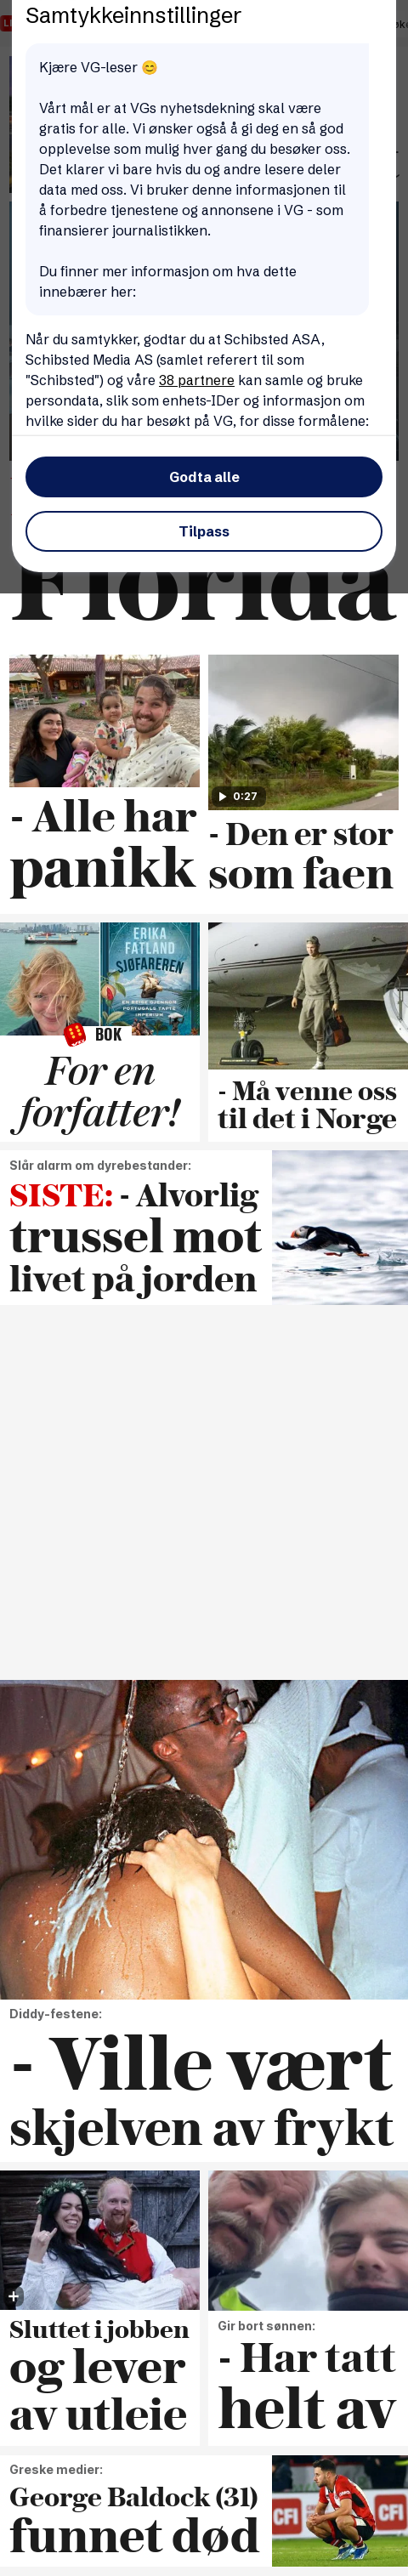 Samtykkeinnstillinger
Kjære VG-leser 😊
Vårt mål er at VGs nyhetsdekning skal være
gratis for alle. Vi ønsker også å gi deg en så god
opplevelse som mulig hver gang du besøker oss.
Det klarer vi bare hvis du og andre lesere deler
data med oss. Vi bruker denne informasjonen til
å forbedre tjenestene og annonsene i VG - som
finansierer journalistikken.
Du finner mer informasjon om hva dette
innebærer her:
Når du samtykker, godtar du at Schibsted ASA,
Schibsted Media AS (samlet referert til som
"Schibsted") og våre 38 partnere kan samle og bruke
persondata, slik som enhets-IDer og informasjon om
hvilke sider du har besøkt på VG, for disse formålene:
Godta alle
Tilpass
Florida
0:27
- Alle har
panikk
- Den er stor
som faen
ERIKA
FATLAND
SJØFAREREN
EN REISE GJENNOM
PORTUGALS TAPTE
IMPERIUM
BOK
For en
forfatter!
- Må venne oss
til det i Norge
Slår alarm om dyrebestander:
SISTE: - Alvorlig
trussel mot
livet på jorden
Diddy-festene:
- Ville vært
skjelven av frykt
Sluttet i jobben
og lever
av utleie
Gir bort sønnen:
- Har tatt
helt av
Greske medier:
George Baldock (31)
funnet død
CFI
CFI